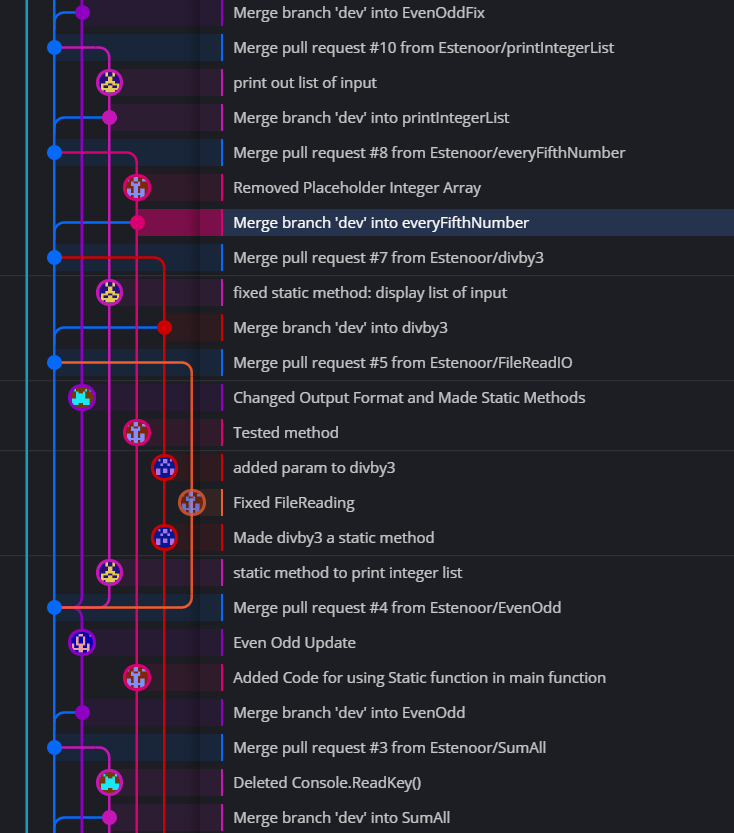 Merge branch 'dev' into EvenOddFix
Merge pull request #10 from Estenoor/printIntegerList
print out list of input
Merge branch 'dev' into printIntegerList
Merge pull request #8 from Estenoor/everyFifthNumber
Removed Placeholder Integer Array
Merge branch 'dev' into everyFifthNumber
Merge pull request #7 from Estenoor/divby3
fixed static method: display list of input
Merge branch 'dev' into divby3
Merge pull request #5 from Estenoor/FileReadIO
Changed Output Format and Made Static Methods
Tested method
added param to divby3
Fixed FileReading
Made divby3 a static method
static method to print integer list
Merge pull request #4 from Estenoor/EvenOdd
Even Odd Update
Added Code for using Static function in main function
Merge branch 'dev' into EvenOdd
Merge pull request #3 from Estenoor/SumAll
Deleted Console.ReadKey()
Merge branch 'dev' into SumAll